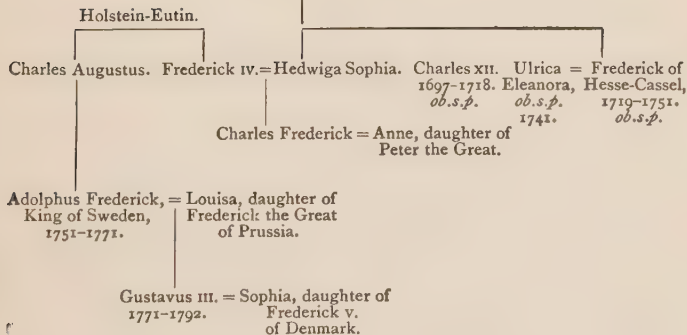 Holstein-Eutin.
Charles Augustus. Frederick IV. = Hedwiga Sophia. Charles XII. Ulrica = Frederick of
1697-1718. Eleanora, Hesse-Cassel,
ob.s.p. ob.s.p. 1719-1751.
1741. ob.s.p.
Charles Frederick = Anne, daughter of
Peter the Great.
Adolphus Frederick, = Louisa, daughter of
King of Sweden, Frederick the Great
1751-1771. of Prussia.
Gustavus III. = Sophia, daughter of
1771-1792. Frederick V.
of Denmark.